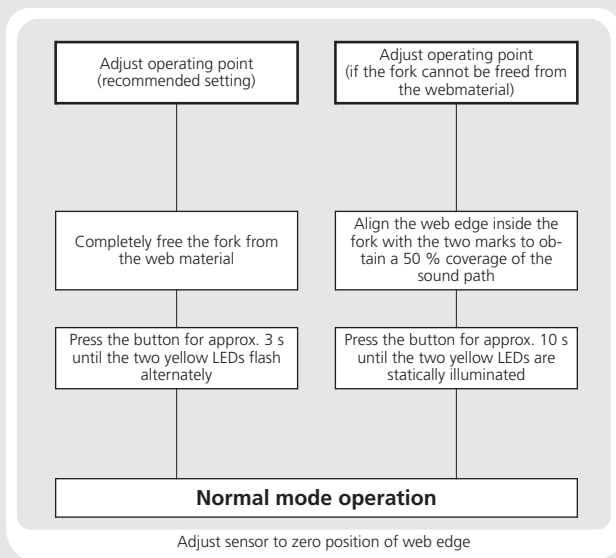 Adjust operating point
(recommended setting)
Adjust operating point
(if the fork cannot be freed from
the webmaterial)
Completely free the fork from
the web material
Align the web edge inside the
fork with the two marks to ob-
tain a 50 % coverage of the
sound path
Press the button for approx. 3 s
until the two yellow LEDs flash
alternately
Press the button for approx. 10 s
until the two yellow LEDs are
statically illuminated
Normal mode operation
Adjust sensor to zero position of web edge